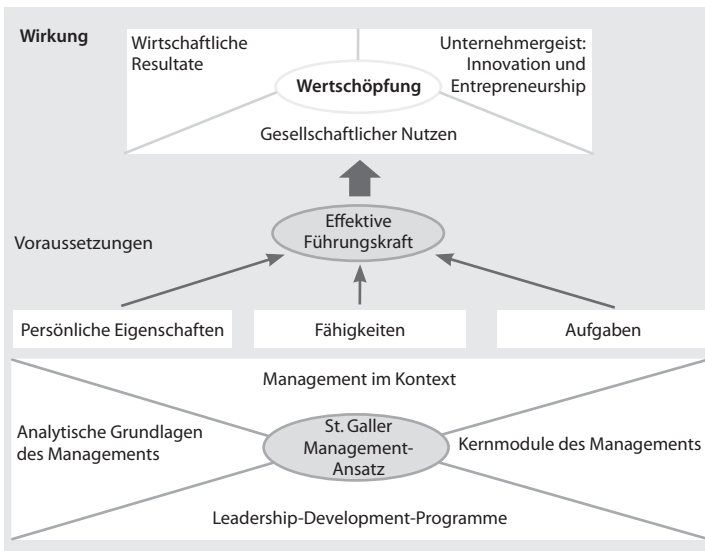 Wirkung
Wirtschaftliche
Resultate
Unternehmergeist:
Innovation und
Entrepreneurship
Wertschöpfung
Gesellschaftlicher Nutzen
Effektive
Führungskraft
Voraussetzungen
Persönliche Eigenschaften
Fähigkeiten
Aufgaben
Management im Kontext
Analytische Grundlagen
des Managements
St. Galler
Management-
Ansatz
Kernmodule des Managements
Leadership-Development-Programme